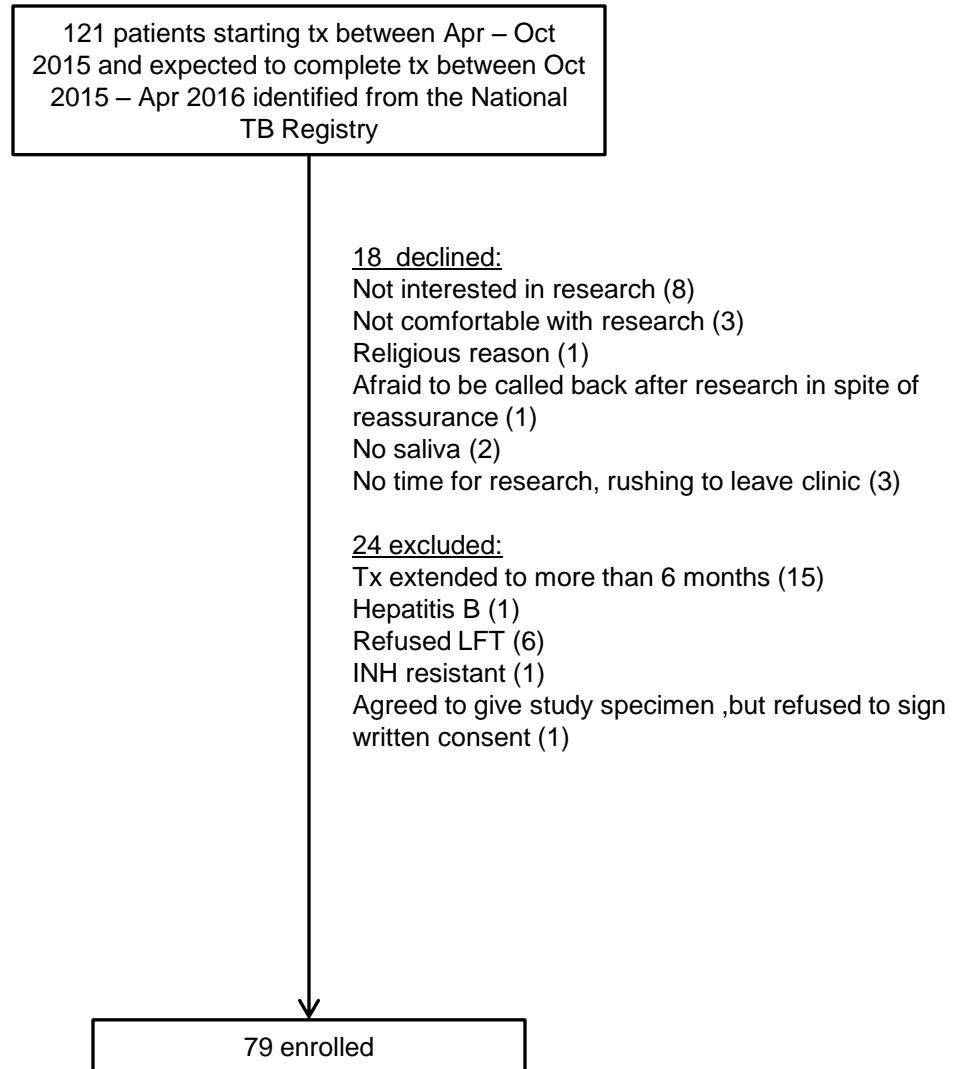 121 patients starting tx between Apr – Oct
2015 and expected to complete tx between Oct
2015 – Apr 2016 identified from the National
TB Registry
18  declined:
Not interested in research (8)
Not comfortable with research (3)
Religious reason (1)
Afraid to be called back after research in spite of
reassurance (1)
No saliva (2)
No time for research, rushing to leave clinic (3)
24 excluded:
Tx extended to more than 6 months (15)
Hepatitis B (1)
Refused LFT (6)
INH resistant (1)
Agreed to give study specimen ,but refused to sign
written consent (1)
79 enrolled